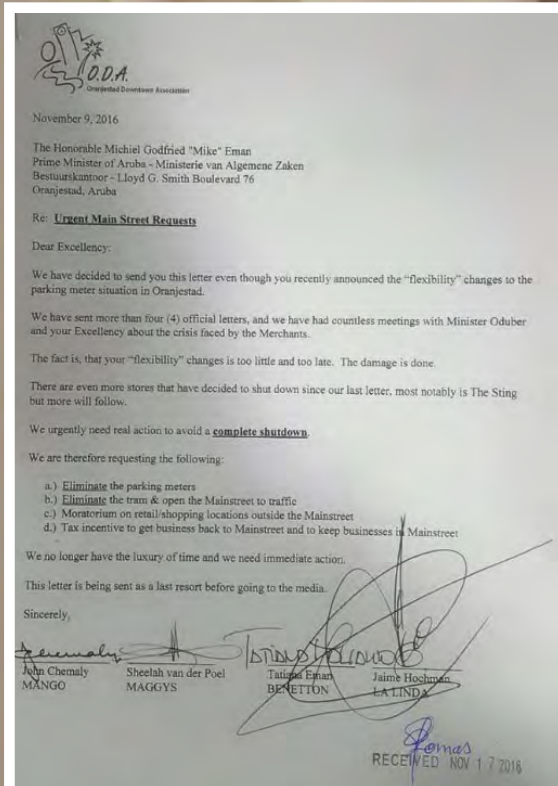 O.D.A.
Oranjestad Downtown Association
November 9, 2016
The Honorable Michiel Godfried "Mike" Eman
Prime Minister of Aruba - Ministerie van Algemene Zaken
Bestuurskantoor - Lloyd G. Smith Boulevard 76
Oranjestad, Aruba
Re: Urgent Main Street Requests
Dear Excellency:
We have decided to send you this letter even though you recently announced the “flexibility” changes to the
parking meter situation in Oranjestad.
We have sent more than four (4) official letters, and we have had countless meetings with Minister Oduber
and your Excellency about the crisis faced by the Merchants.
The fact is, that your “flexibility” changes is too little and too late. The damage is done.
There are even more stores that have decided to shut down since our last letter, most notably is The Sting
but more will follow.
We urgently need real action to avoid a complete shutdown.
We are therefore requesting the following:
a.) Eliminate the parking meters
b.) Eliminate the tram & open the Mainstreet to traffic
c.) Moratorium on retail/shopping locations outside the Mainstreet
d.) Tax incentive to get business back to Mainstreet and to keep businesses in Mainstreet
We no longer have the luxury of time and we need immediate action.
This letter is being sent as a last resort before going to the media.
Sincerely,
John Chemaly Sheelah van der Poel Tatiana Eman Jaime Hochman
MANGO MAGGYS BENETTON LA LINDA
RECEIVED NOV 17 2016